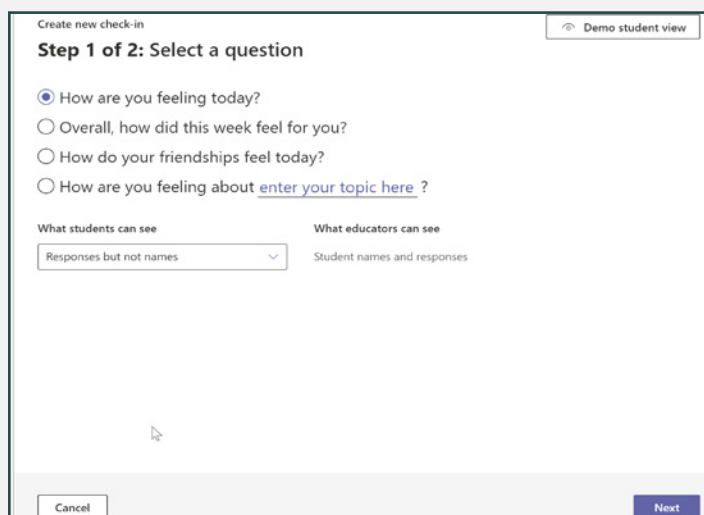 Create new check-in
Demo student view
Step 1 of 2: Select a question
How are you feeling today?
Overall, how did this week feel for you?
How do your friendships feel today?
How are you feeling about enter your topic here ?
What students can see
What educators can see
Responses but not names
Student names and responses
Cancel
Next